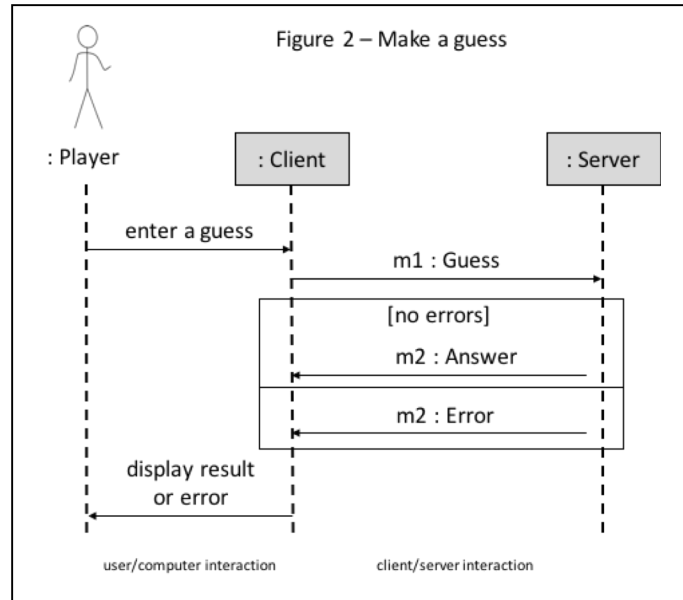 Figure 2 – Make a guess
: Player
: Client
: Server
enter a guess
m1 : Guess
[no errors]
m2 : Answer
m2 : Error
display result
or error
user/computer interaction
client/server interaction